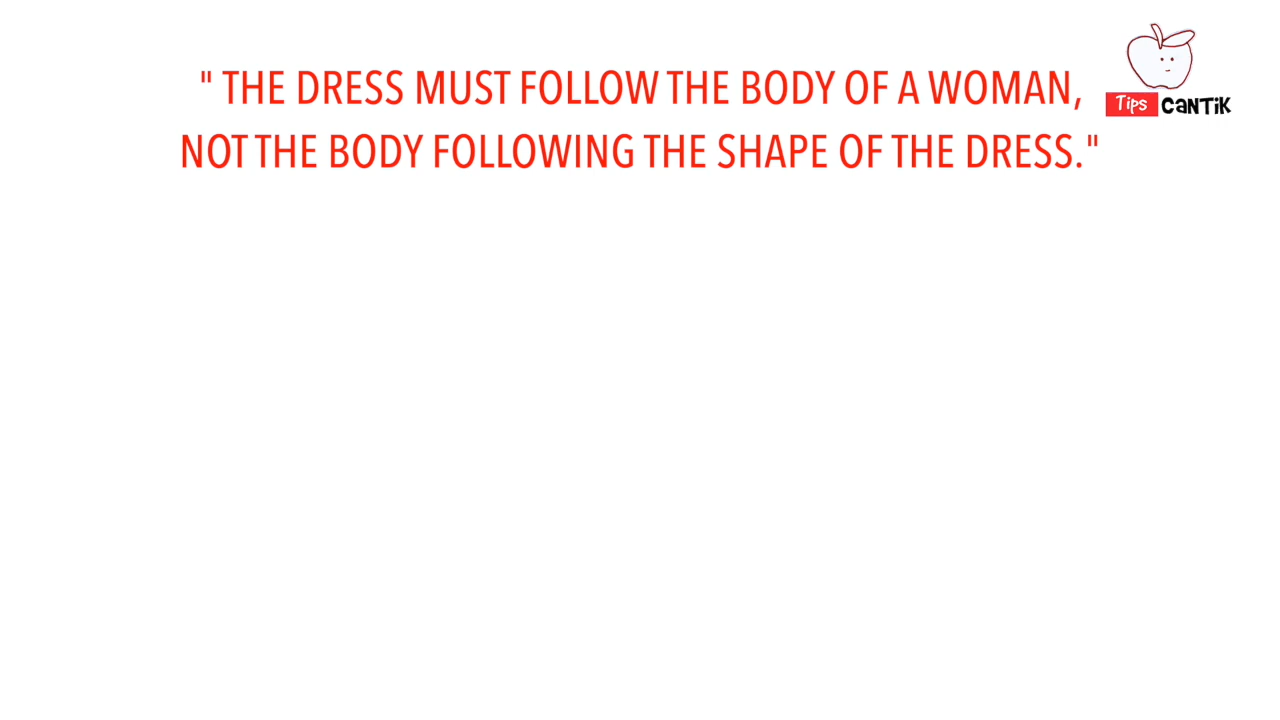 " THE DRESS MUST FOLLOW THE BODY OF A WOMAN,
NOT THE BODY FOLLOWING THE SHAPE OF THE DRESS."
Tips CANTiK